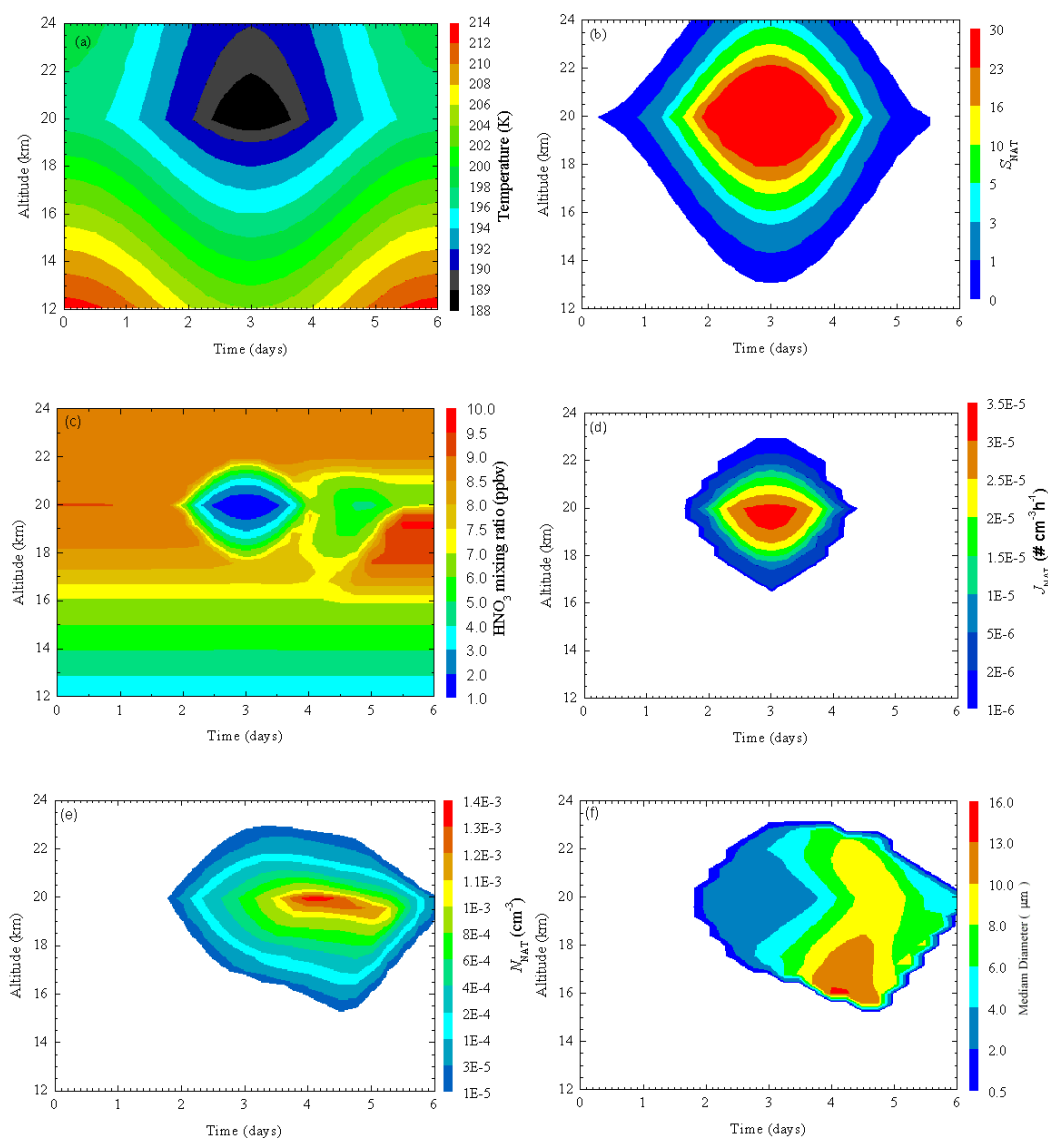 (a)
24
22
20
18
16
14
12
Altitude (km)
0 1 2 3 4 5 6
Time (days)
214
212
208
206
204
200
198
196
194
192
190
189
188
Temperature (K)
(b)
24
22
20
18
16
14
12
Altitude (km)
0 1 2 3 4 5 6
Time (days)
30
23
16
10
5
3
1
0
S NAT
(c)
24
22
20
18
16
14
12
Altitude (km)
0 1 2 3 4 5 6
Time (days)
10.0
9.5
9.0
8.5
8.0
7.5
7.0
6.0
5.0
4.0
3.0
2.0
1.0
HNO3 mixing ratio (ppbv)
(d)
24
22
20
18
16
14
12
Altitude (km)
0 1 2 3 4 5 6
Time (days)
3.5E-5
3E-5
2.5E-5
2E-5
1.5E-5
1E-5
5E-6
2E-6
1E-6
J NAT (# cm-3h-1)
(e)
24
22
20
18
16
14
12
Altitude (km)
0 1 2 3 4 5 6
Time (days)
1.4E-3
1.3E-3
1.2E-3
1.1E-3
1E-3
8E-4
6E-4
4E-4
2E-4
1E-4
3E-5
1E-5
N NAT (cm-3)
(f)
24
22
20
18
16
14
12
Altitude (km)
0 1 2 3 4 5 6
Time (days)
16.0
13.0
10.0
8.0
6.0
4.0
2.0
0.5
Mediam Diameter ( μm)